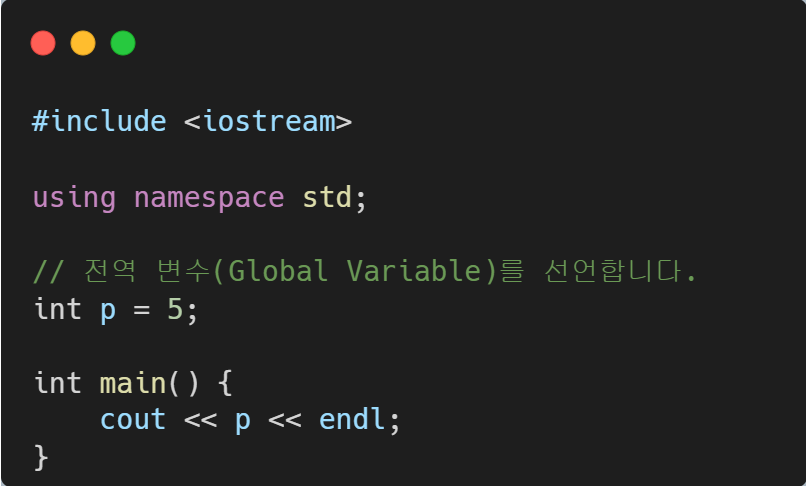 #include <iostream>
using namespace std;
// 전역 변수(Global Variable)를 선언합니다.
int p = 5;
int main() {
    cout << p << endl;
}